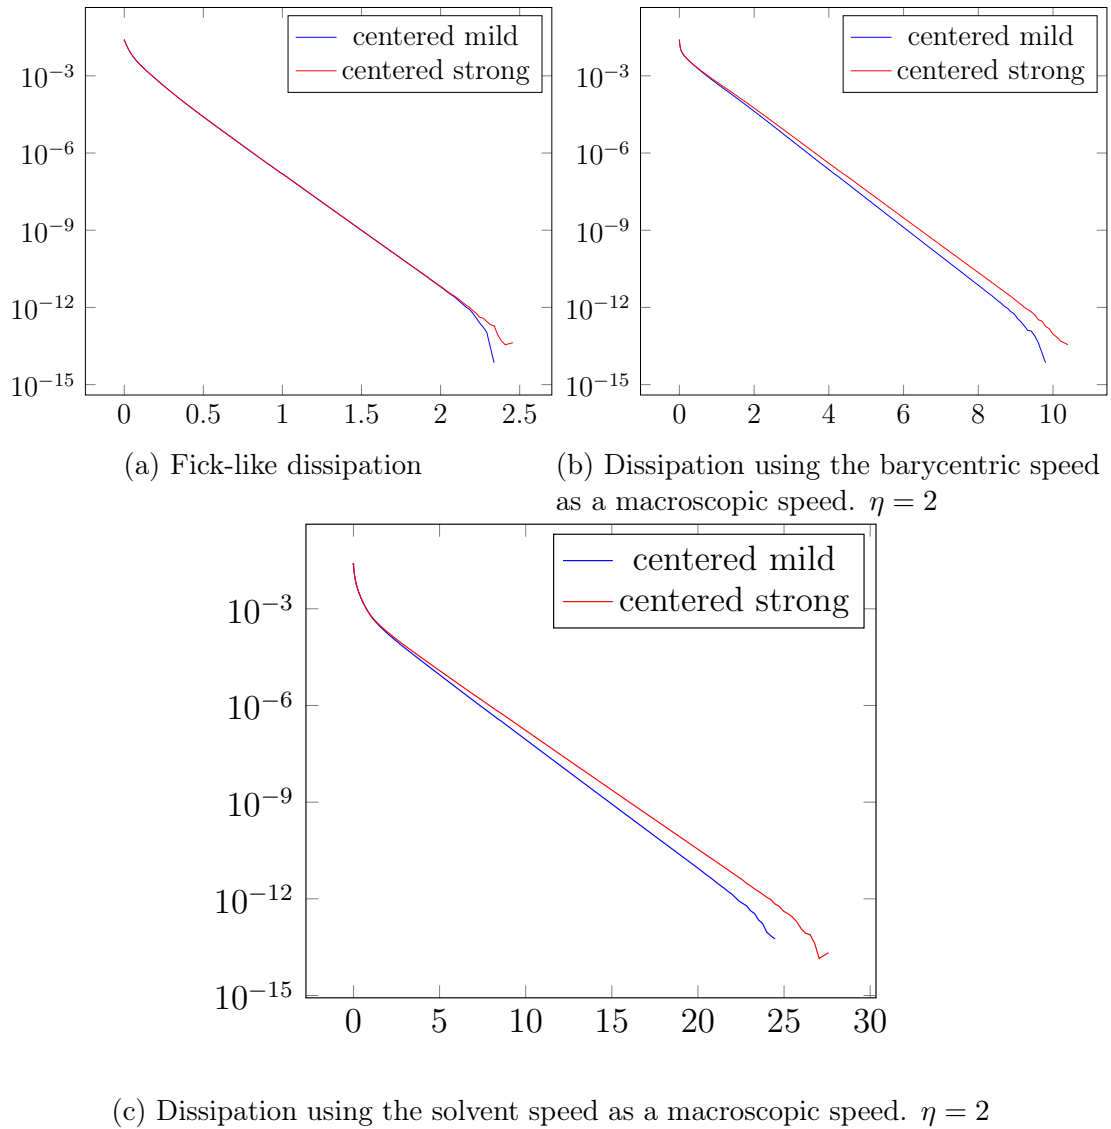 centered mild
centered strong
10⁻³
10⁻⁶
10⁻⁹
10⁻¹²
10⁻¹⁵
0 0.5 1 1.5 2 2.5
(a) Fick-like dissipation
centered mild
centered strong
10⁻³
10⁻⁶
10⁻⁹
10⁻¹²
10⁻¹⁵
0 2 4 6 8 10
(b) Dissipation using the barycentric speed
as a macroscopic speed. η = 2
centered mild
centered strong
10⁻³
10⁻⁶
10⁻⁹
10⁻¹²
10⁻¹⁵
0 5 10 15 20 25 30
(c) Dissipation using the solvent speed as a macroscopic speed. η = 2